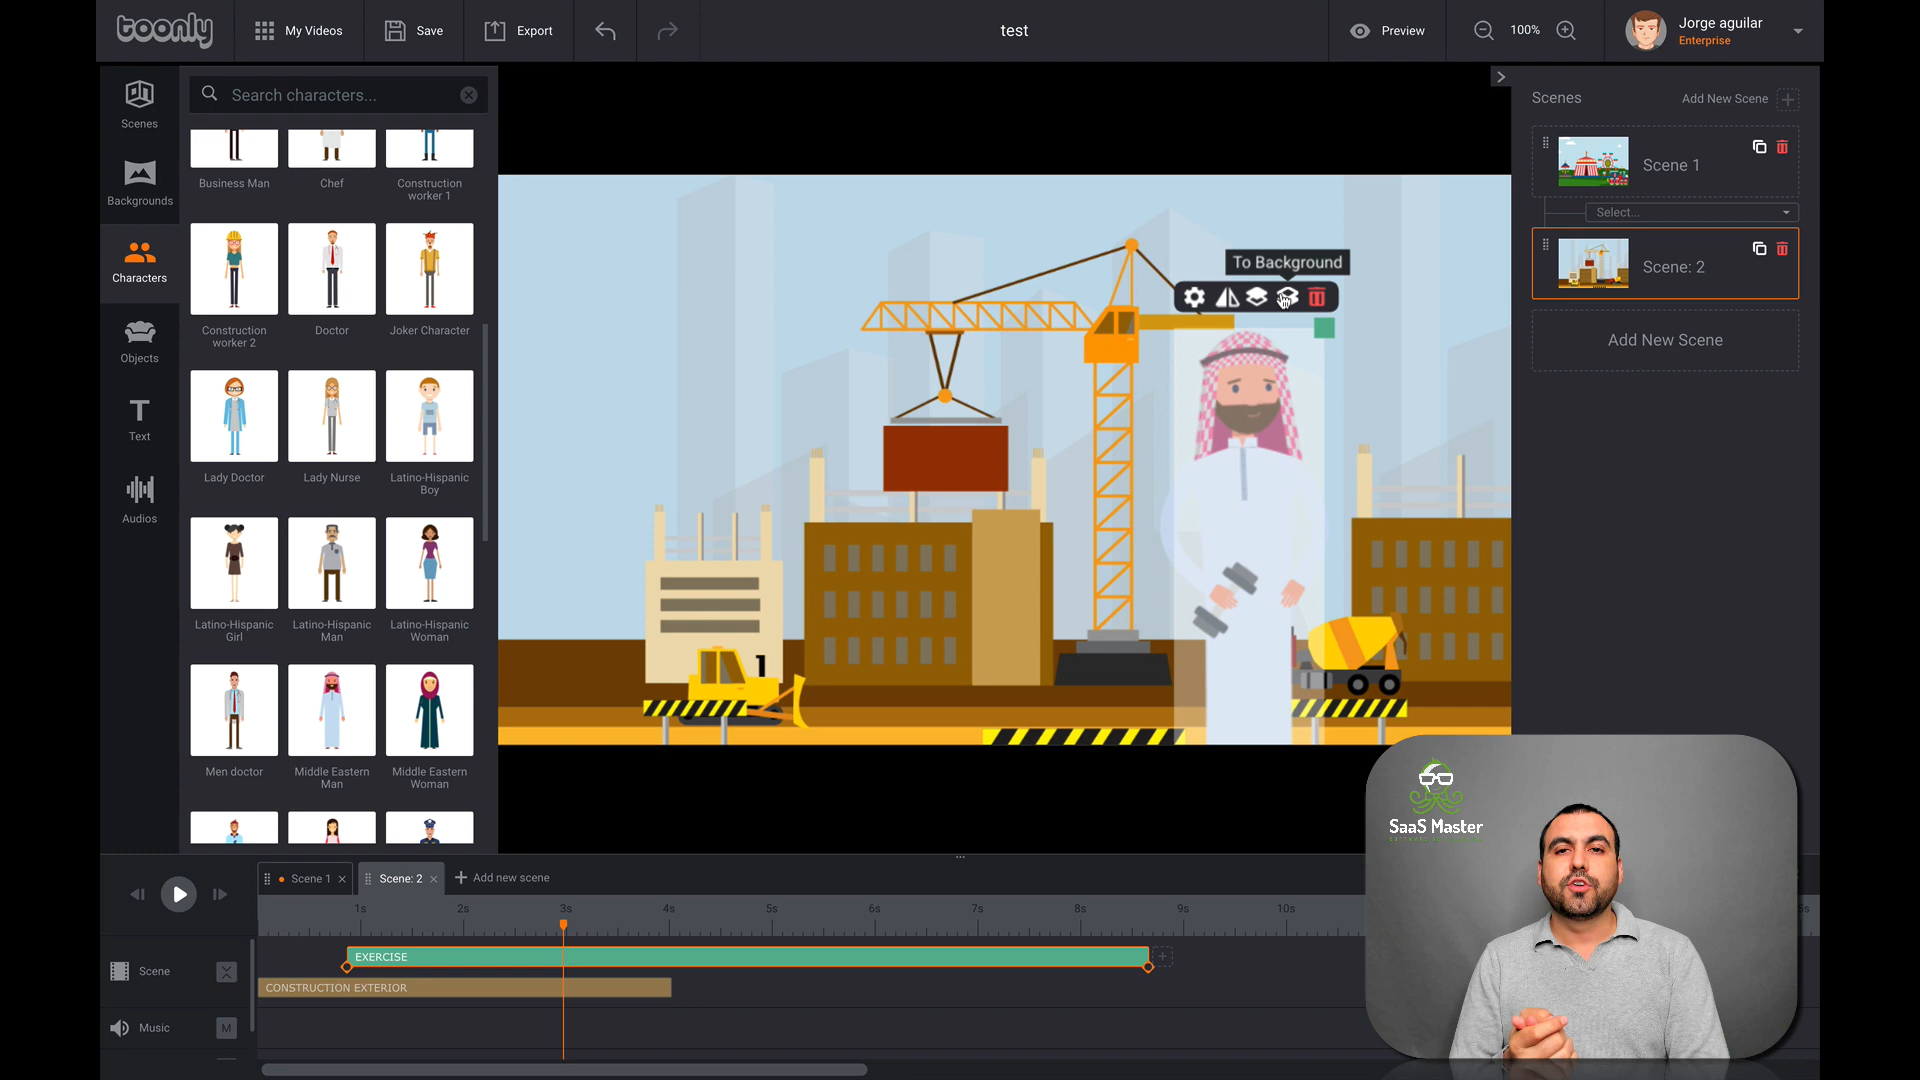 toonly
My Videos
Save
Export
test
Preview
100%
Jorge aguilar
Enterprise
Scenes
Backgrounds
Characters
Objects
Text
Audios
Search characters...
Business Man
Chef
Construction
worker 1
Construction
worker 2
Doctor
Joker Character
Lady Doctor
Lady Nurse
Latino-Hispanic
Boy
Latino-Hispanic
Girl
Latino-Hispanic
Man
Latino-Hispanic
Woman
Men doctor
Middle Eastern
Man
Middle Eastern
Woman
To Background
1
Scenes
Add New Scene
Scene 1
Select...
Scene: 2
Add New Scene
SaaS Master
Scene 1
Scene: 2
Add new scene
1s
2s
3s
4s
5s
6s
7s
8s
9s
10s
Scene
EXERCISE
CONSTRUCTION EXTERIOR
Music
M